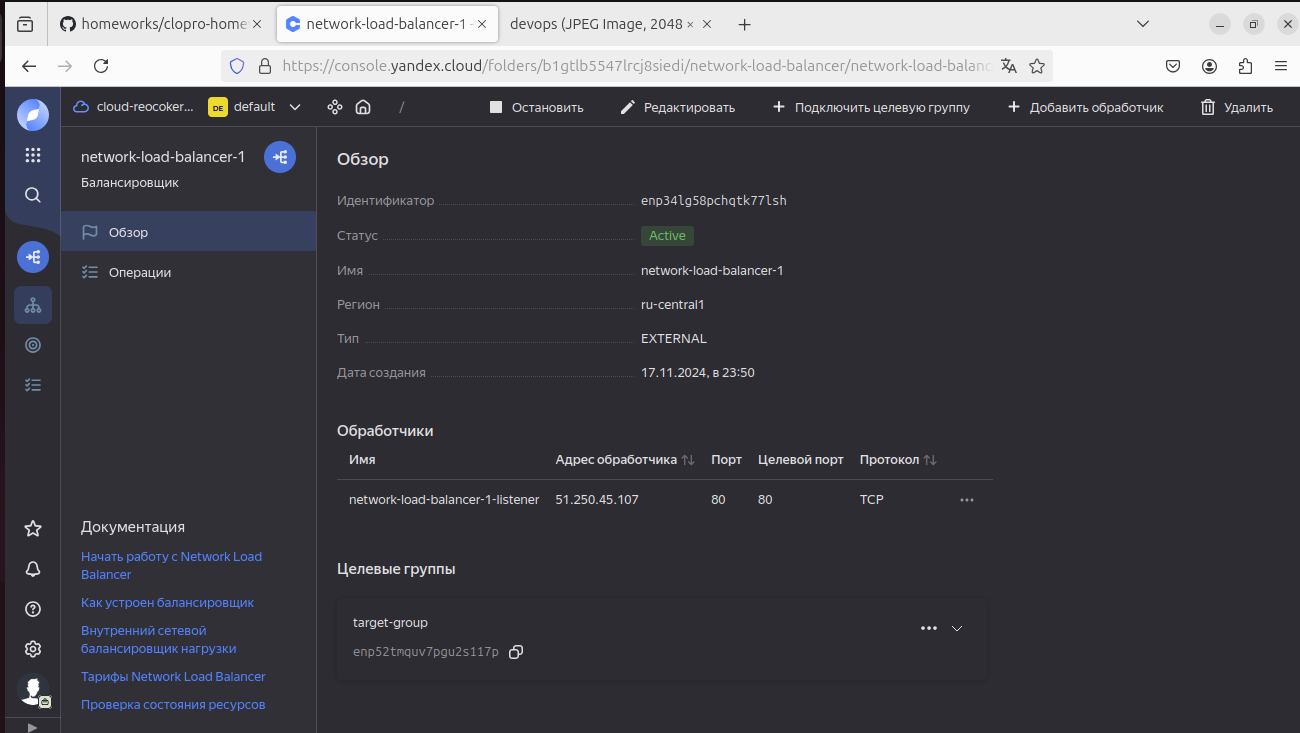 homeworks/clopro-home
network-load-balancer-1 -
devops (JPEG Image, 2048 ×
https://console.yandex.cloud/folders/b1gtlb5547lrcj8siedi/network-load-balancer/network-load-balanc
cloud-reocoker... DE default / Остановить Редактировать Подключить целевую группу Добавить обработчик Удалить
network-load-balancer-1
Балансировщик
Обзор
Операции
Документация
Начать работу с Network Load
Balancer
Как устроен балансировщик
Внутренний сетевой
балансировщик нагрузки
Тарифы Network Load Balancer
Проверка состояния ресурсов
Обзор
Идентификатор enp34lg58pchqtk77lsh
Статус Active
Имя network-load-balancer-1
Регион ru-central1
Тип EXTERNAL
Дата создания 17.11.2024, в 23:50
Обработчики
Имя Адрес обработчика Порт Целевой порт Протокол
network-load-balancer-1-listener 51.250.45.107 80 80 TCP
Целевые группы
target-group
enp52tmquv7pgu2s117p